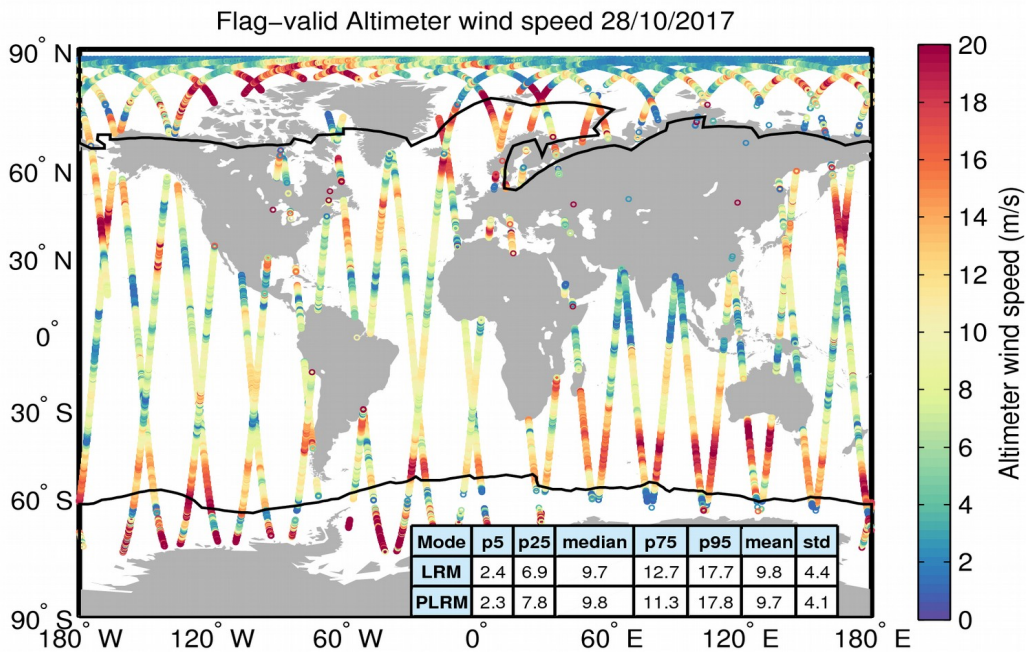 Flag−valid Altimeter wind speed 28/10/2017
90° N
60° N
30° N
0°
30° S
60° S
90° S
180° W
120° W
60° W
0°
60° E
120° E
180° E
Mode p5 p25 median p75 p95 mean std
LRM 2.4 6.9 9.7 12.7 17.7 9.8 4.4
PLRM 2.3 7.8 9.8 11.3 17.8 9.7 4.1
20
18
16
14
12
10
8
6
4
2
0
Altimeter wind speed (m/s)